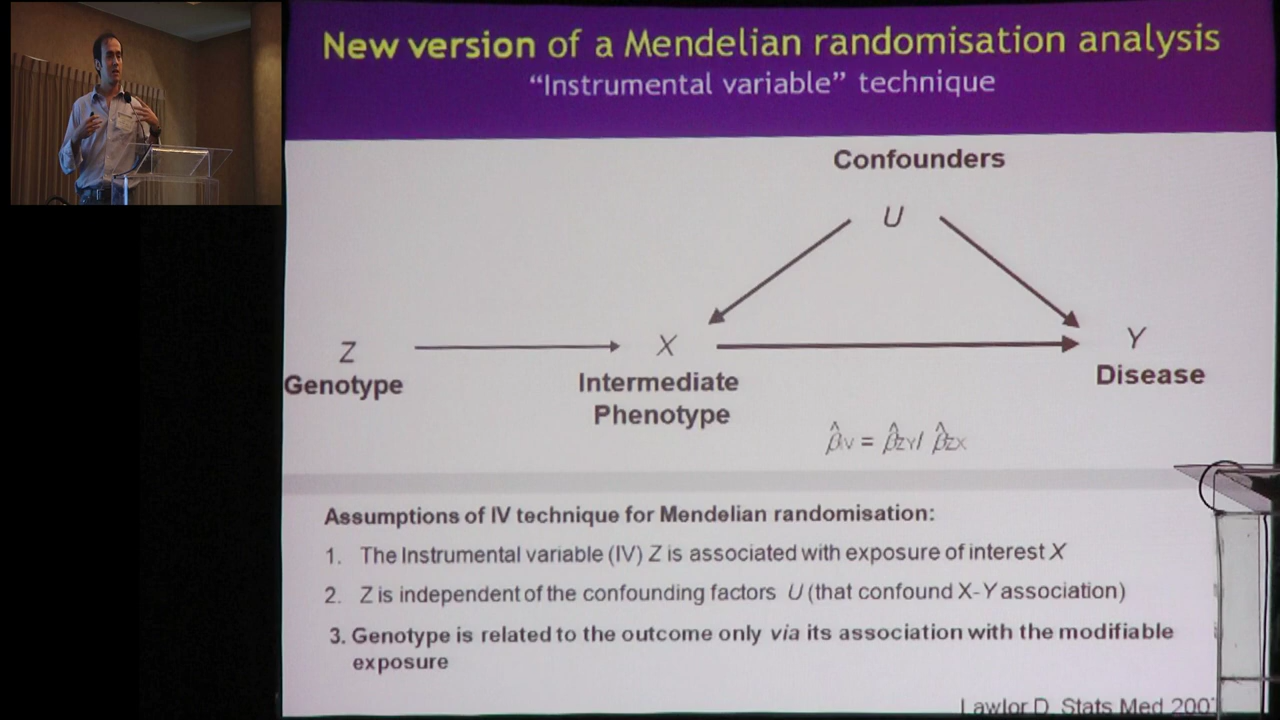 New version of a Mendelian randomisation analysis
“Instrumental variable” technique
Confounders
U
Z
X
Y
Genotype
Intermediate
Phenotype
Disease
β̂IV = β̂ZY/ β̂ZX
Assumptions of IV technique for Mendelian randomisation:
1. The Instrumental variable (IV) Z is associated with exposure of interest X
2. Z is independent of the confounding factors U (that confound X-Y association)
3. Genotype is related to the outcome only via its association with the modifiable
exposure
Lawlor D, Stats Med